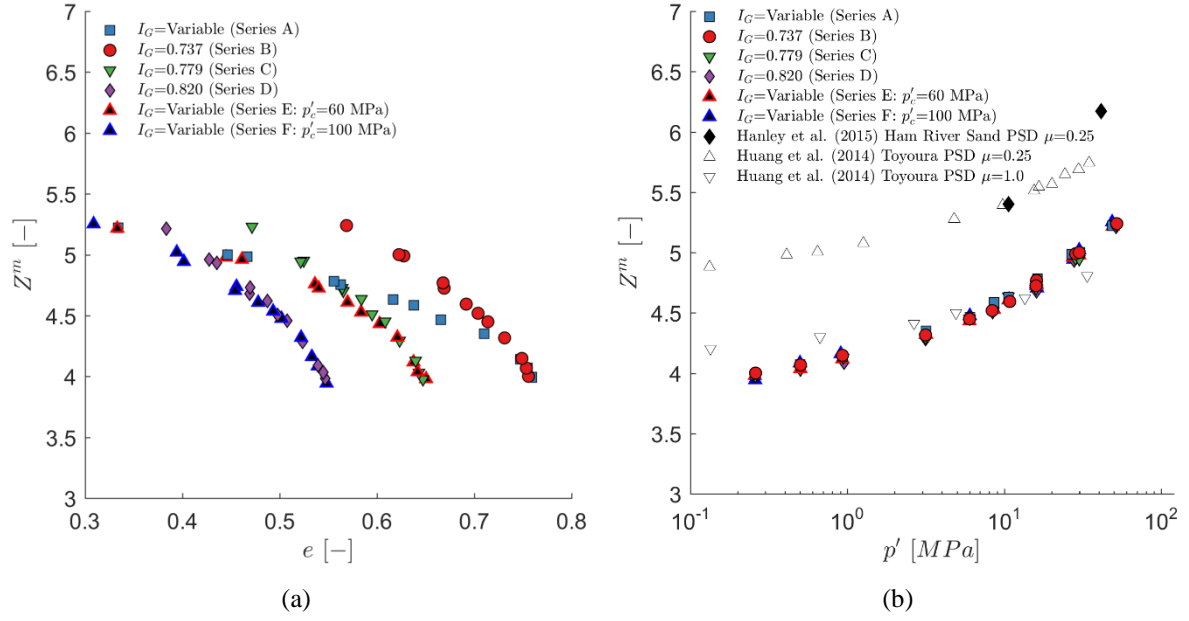 7
6.5
6
5.5
5
4.5
4
3.5
3
0.3 0.4 0.5 0.6 0.7 0.8
Z^m [−]
e [−]
I_G=Variable (Series A)
I_G=0.737 (Series B)
I_G=0.779 (Series C)
I_G=0.820 (Series D)
I_G=Variable (Series E: p'_c=60 MPa)
I_G=Variable (Series F: p'_c=100 MPa)
(a)
7
6.5
6
5.5
5
4.5
4
3.5
3
10^-1 10^0 10^1 10^2
Z^m [−]
p' [MPa]
I_G=Variable (Series A)
I_G=0.737 (Series B)
I_G=0.779 (Series C)
I_G=0.820 (Series D)
I_G=Variable (Series E: p'_c=60 MPa)
I_G=Variable (Series F: p'_c=100 MPa)
Hanley et al. (2015) Ham River Sand PSD μ=0.25
Huang et al. (2014) Toyoura PSD μ=0.25
Huang et al. (2014) Toyoura PSD μ=1.0
(b)